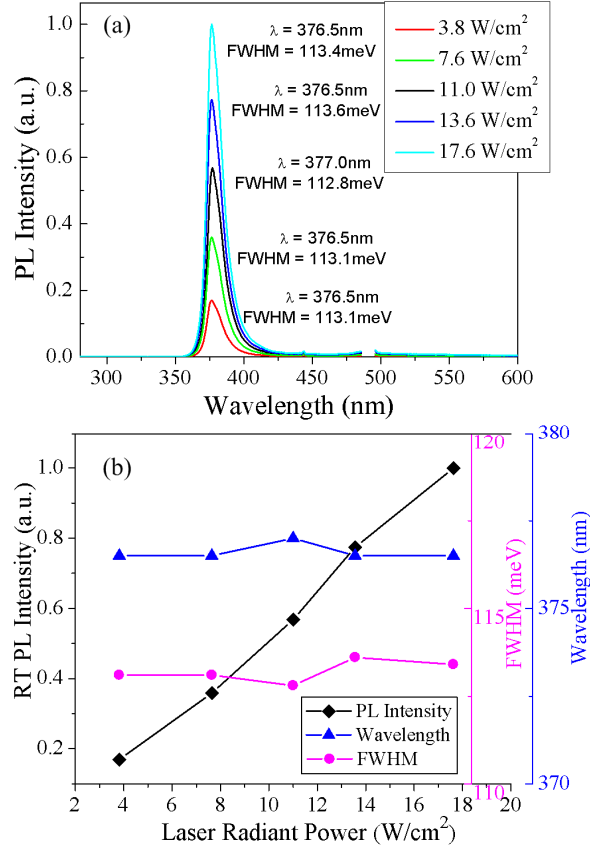 (a)
λ = 376.5nm
FWHM = 113.4meV
λ = 376.5nm
FWHM = 113.6meV
λ = 377.0nm
FWHM = 112.8meV
λ = 376.5nm
FWHM = 113.1meV
λ = 376.5nm
FWHM = 113.1meV
3.8 W/cm²
7.6 W/cm²
11.0 W/cm²
13.6 W/cm²
17.6 W/cm²
PL Intensity (a.u.)
1.0
0.8
0.6
0.4
0.2
0.0
300 350 400 450 500 550 600
Wavelength (nm)
(b)
RT PL Intensity (a.u.)
1.0
0.8
0.6
0.4
0.2
2 4 6 8 10 12 14 16 18 20
Laser Radiant Power (W/cm²)
PL Intensity
Wavelength
FWHM
120
115
110
FWHM (meV)
380
375
370
Wavelength (nm)